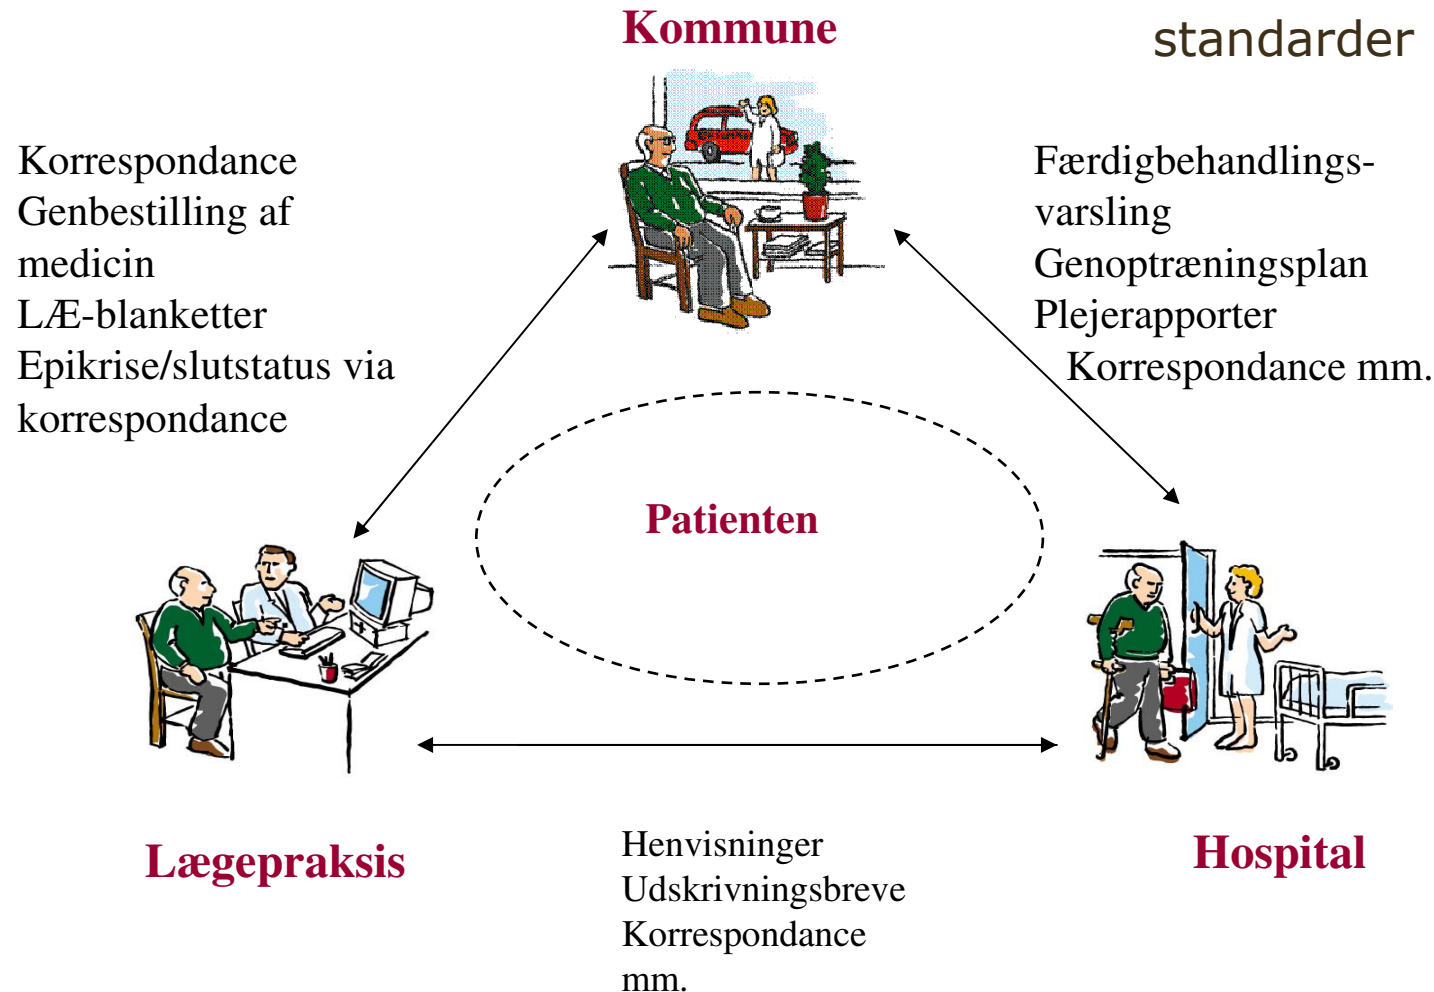 Kommune
standarder
Korrespondance
Genbestilling af
medicin
LÆ-blanketter
Epikrise/slutstatus via
korrespondance
Færdigbehandlings-
varsling
Genoptræningsplan
Plejerapporter
Korrespondance mm.
Patienten
Lægepraksis
Henvisninger
Udskrivningsbreve
Korrespondance
mm.
Hospital